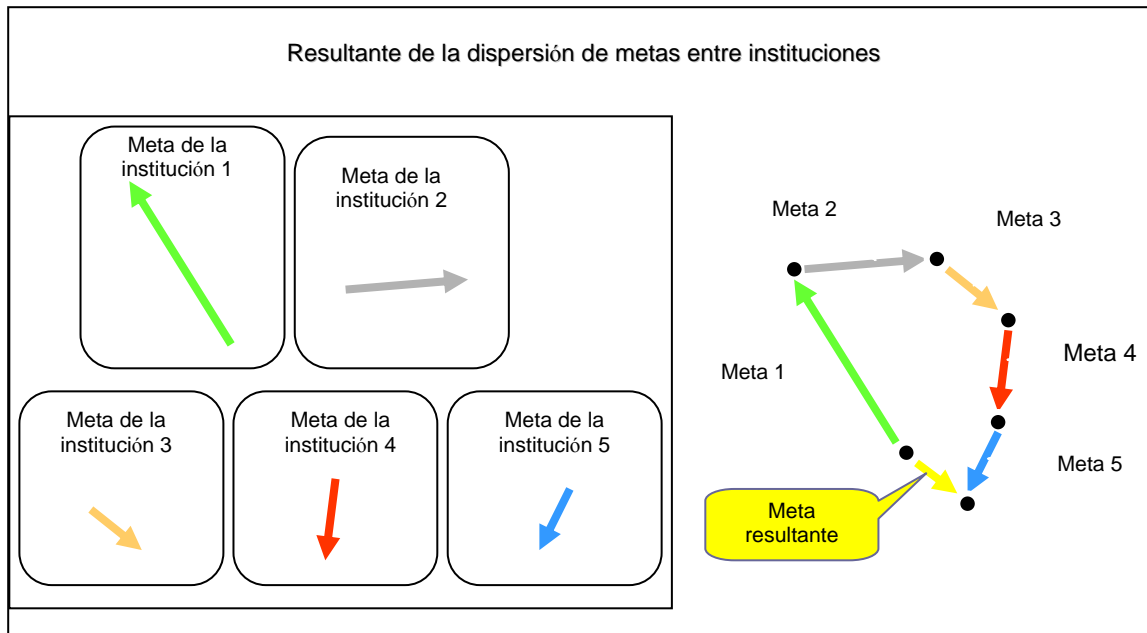 Resultante de la dispersión de metas entre instituciones
Meta de la
institución 1
Meta de la
institución 2
Meta de la
institución 3
Meta de la
institución 4
Meta de la
institución 5
Meta 2
Meta 3
Meta 1
Meta 4
Meta 5
Meta
resultante